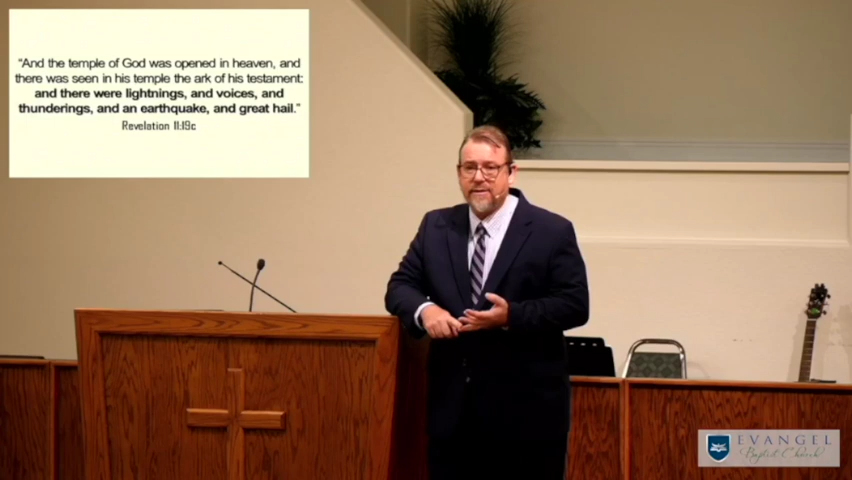 “And the temple of God was opened in heaven, and
there was seen in his temple the ark of his testament:
and there were lightnings, and voices, and
thunderings, and an earthquake, and great hail.”
Revelation 11:19c
EVANGEL
Baptist Church